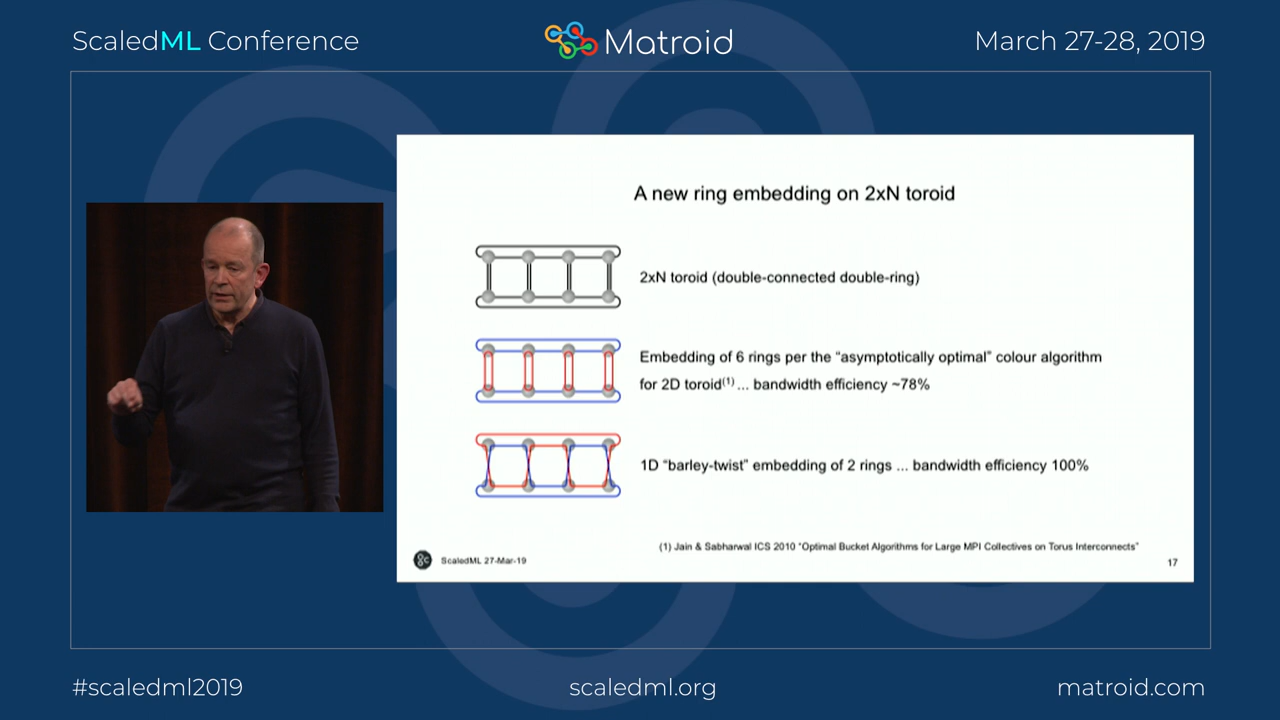 ScaledML Conference
Matroid
March 27-28, 2019
A new ring embedding on 2xN toroid
2xN toroid (double-connected double-ring)
Embedding of 6 rings per the “asymptotically optimal” colour algorithm
for 2D toroid(1) ... bandwidth efficiency ~78%
1D “barley-twist” embedding of 2 rings ... bandwidth efficiency 100%
(1) Jain & Sabharwal ICS 2010 "Optimal Bucket Algorithms for Large MPI Collectives on Torus Interconnects"
ScaledML 27-Mar-19
17
#scaledml2019
scaledml.org
matroid.com